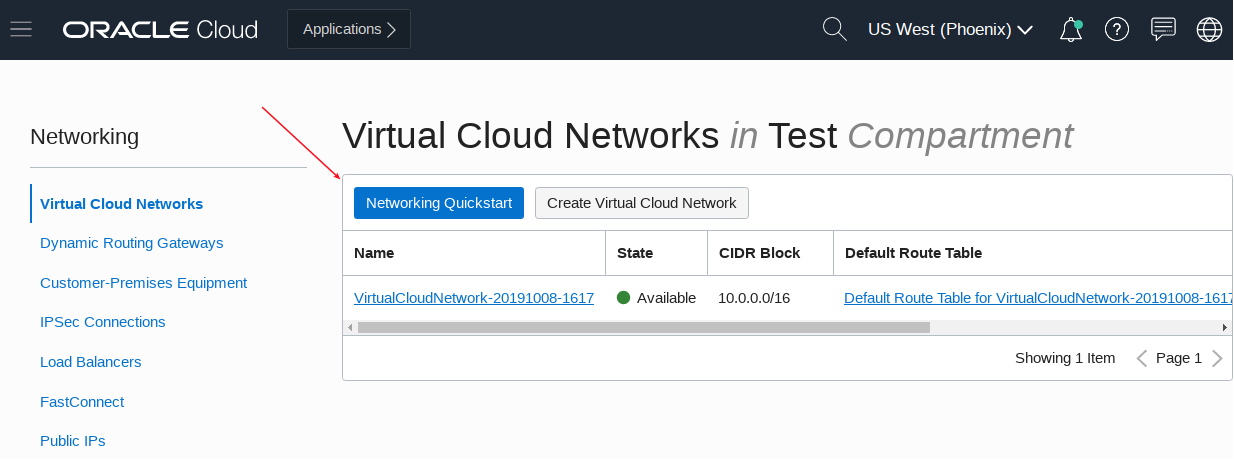 ORACLE Cloud
Applications
US West (Phoenix)
Networking
Virtual Cloud Networks
Dynamic Routing Gateways
Customer-Premises Equipment
IPSec Connections
Load Balancers
FastConnect
Public IPs
Virtual Cloud Networks in Test Compartment
Networking Quickstart Create Virtual Cloud Network
Name State CIDR Block Default Route Table
VirtualCloudNetwork-20191008-1617 Available 10.0.0.0/16 Default Route Table for VirtualCloudNetwork-20191008-1617
Showing 1 Item Page 1